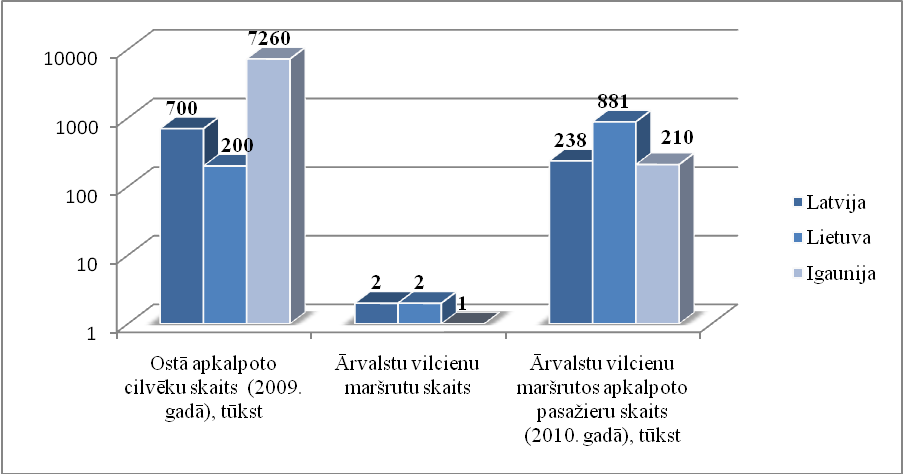 10000
1000
100
10
1
700
200
7260
2
2
1
238
881
210
Ostā apkalpoto
cilvēku skaits (2009.
gadā), tūkst
Ārvalstu vilcienu
maršrutu skaits
Ārvalstu vilcienu
maršrutos apkalpoto
pasažieru skaits
(2010. gadā), tūkst
Latvija
Lietuva
Igaunija